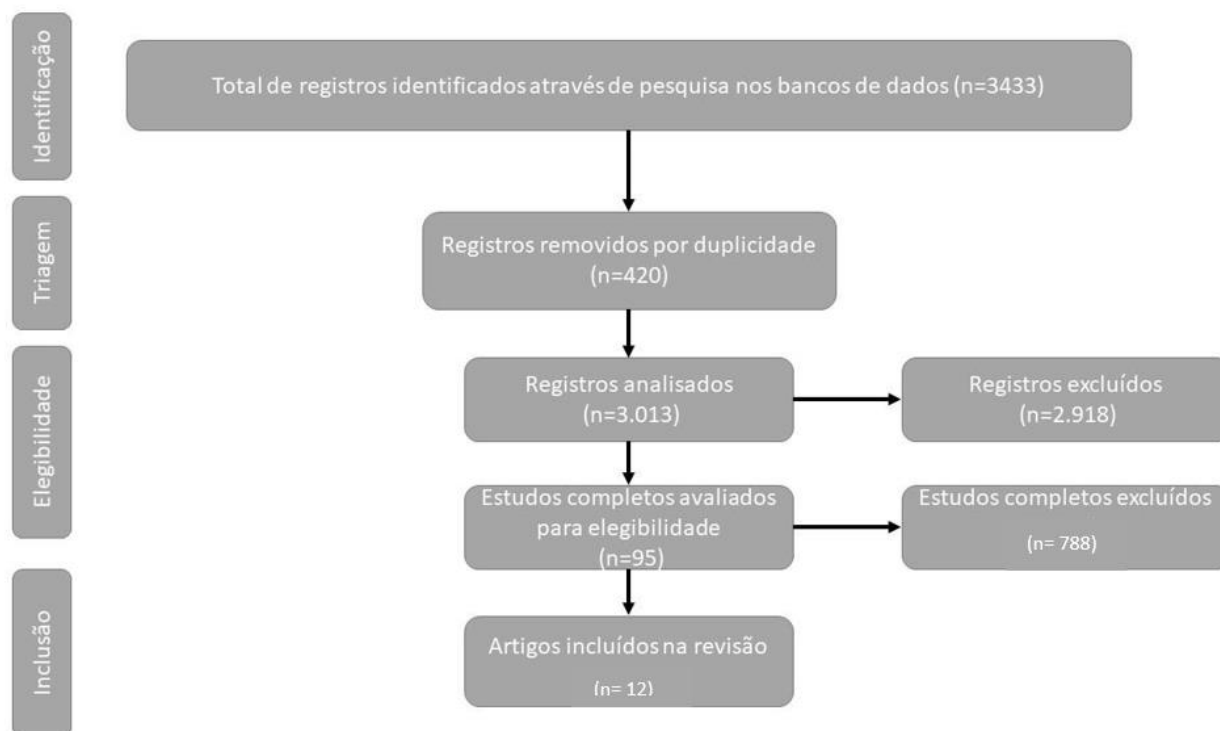 Identificação
Total de registros identificados através de pesquisa nos bancos de dados (n=3433)
Triagem
Registros removidos por duplicidade
(n=420)
Elegibilidade
Registros analisados
(n=3.013)
Registros excluídos
(n=2.918)
Estudos completos avaliados
para elegibilidade
(n=95)
Estudos completos excluídos
(n= 788)
Inclusão
Artigos incluídos na revisão
(n= 12)